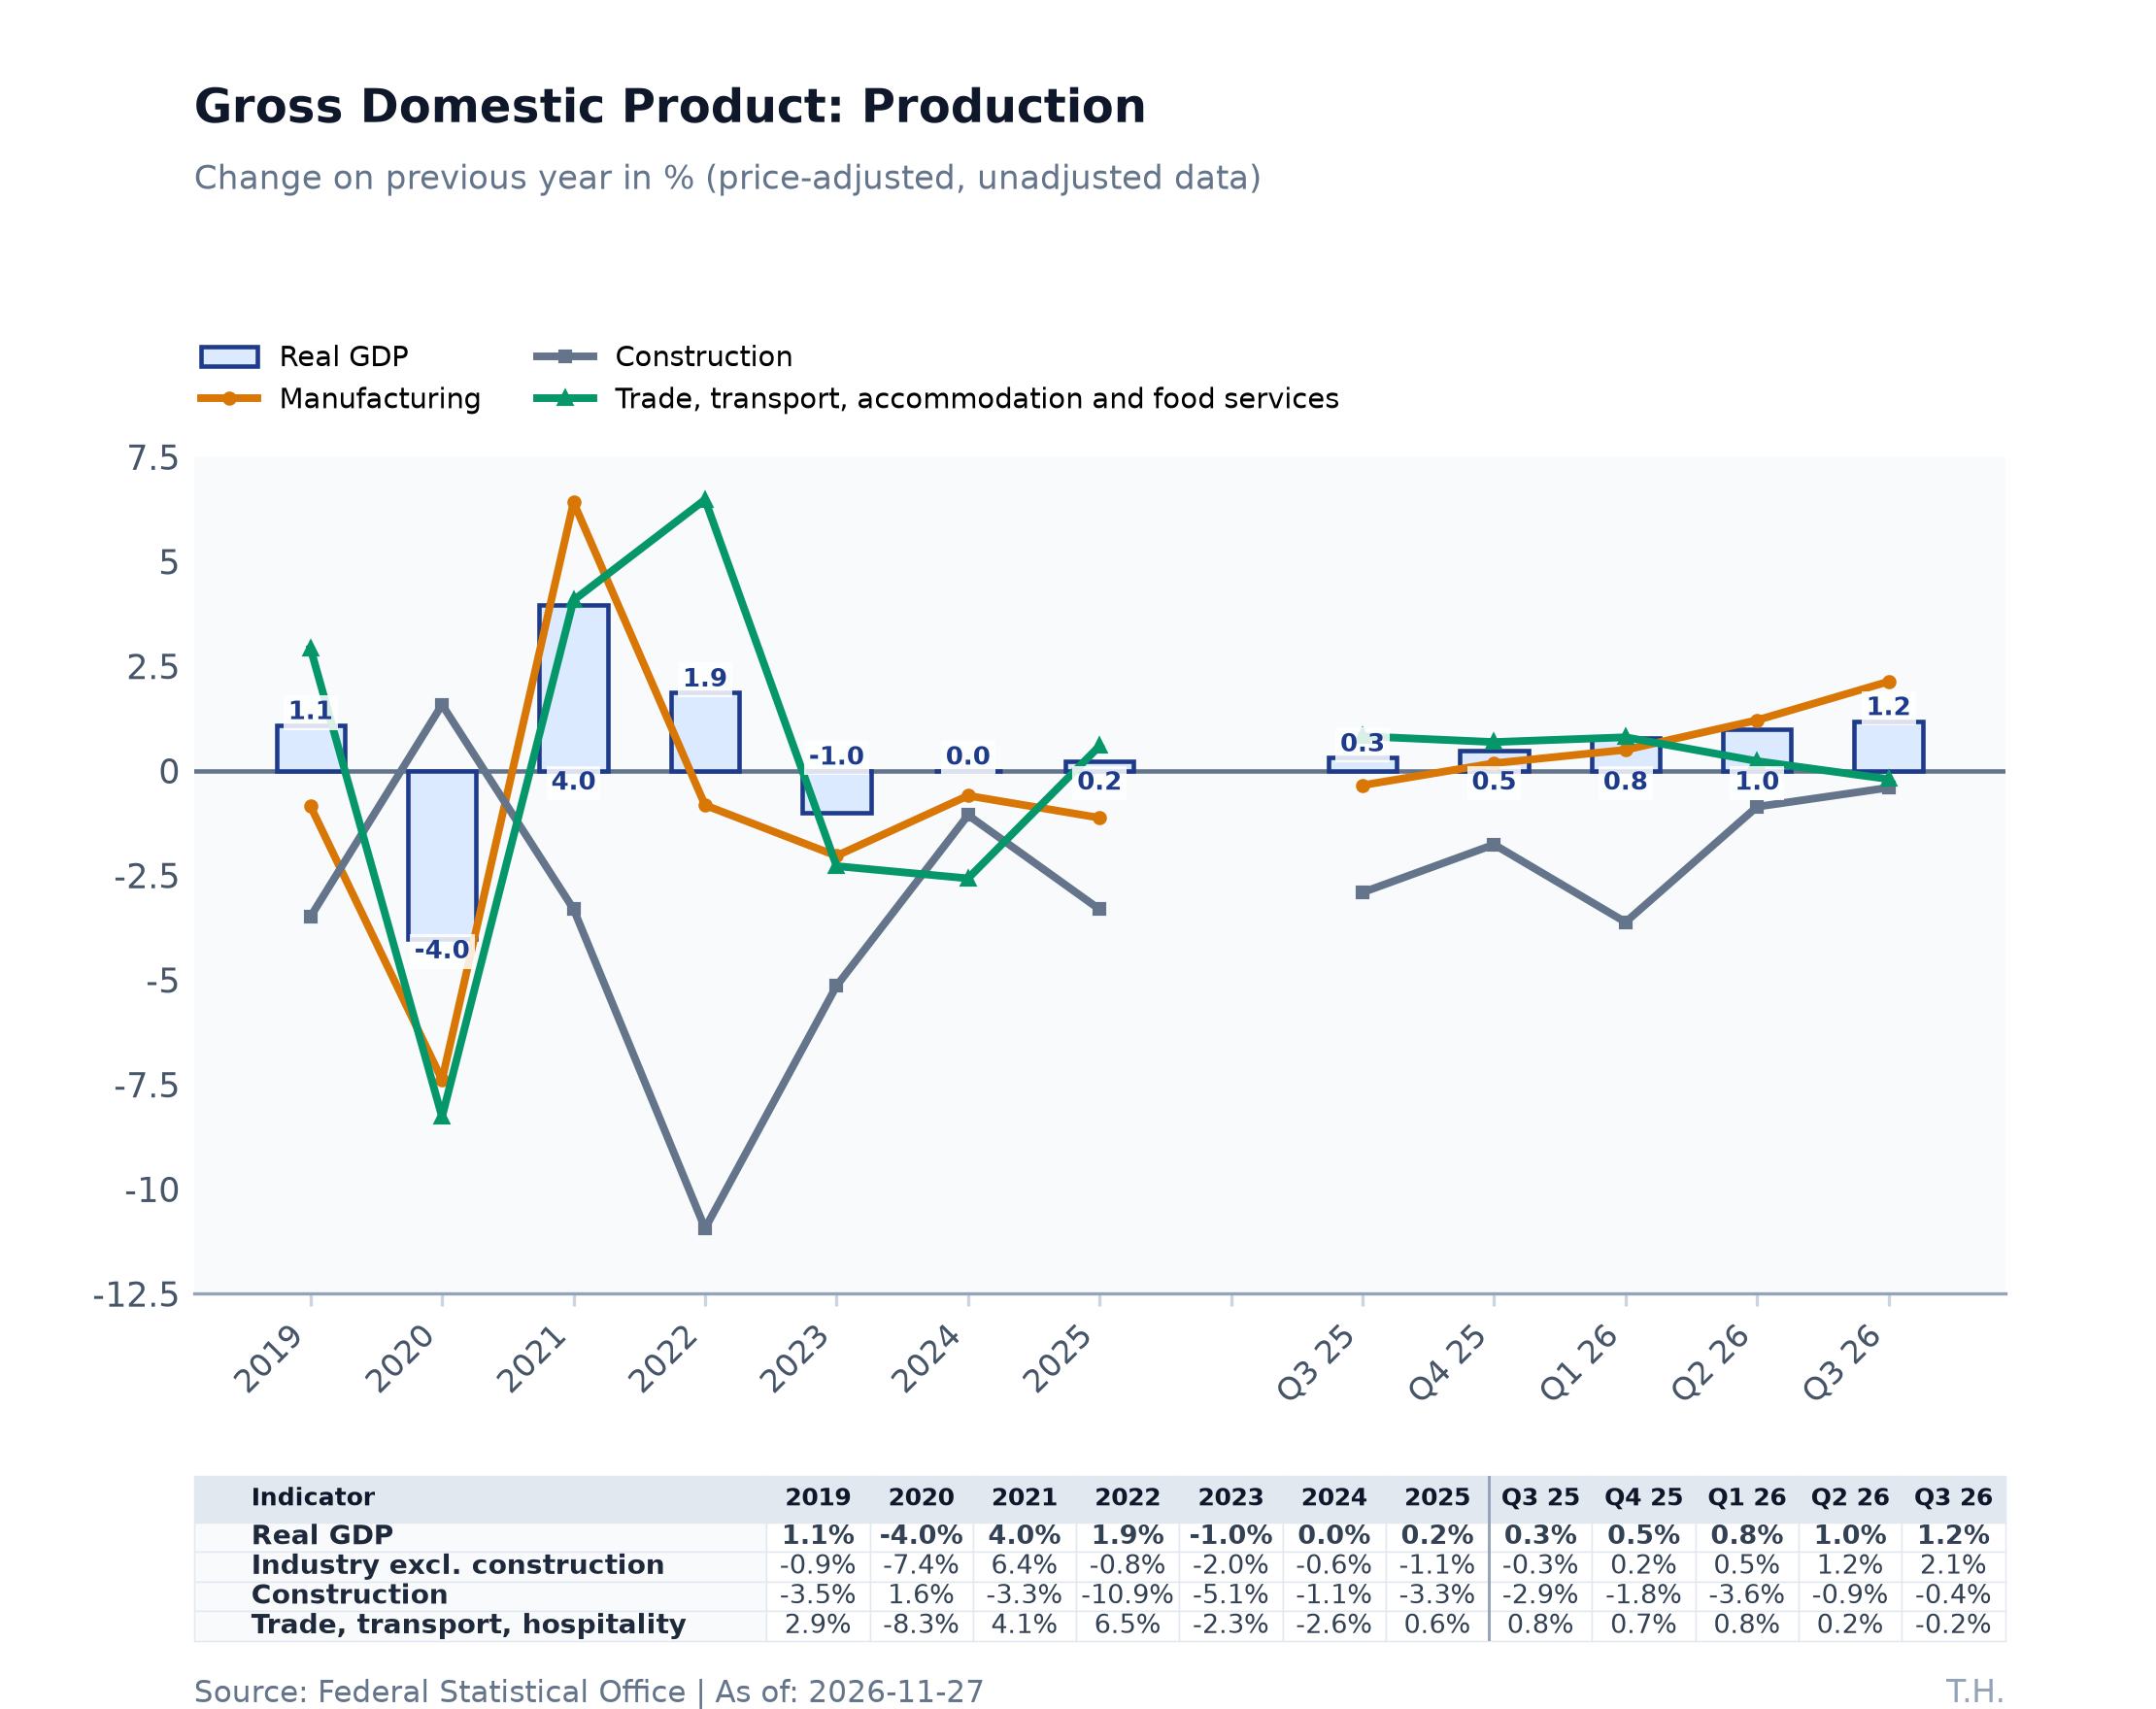 Gross Domestic Product: Production
Change on previous year in % (price-adjusted, unadjusted data)
Real GDP
Construction
Manufacturing
Trade, transport, accommodation and food services
7.5
5
2.5
0
-2.5
-5
-7.5
-10
-12.5
1.1
-4.0
4.0
1.9
-1.0
0.0
0.2
0.3
0.5
0.8
1.0
1.2
2019 2020 2021 2022 2023 2024 2025 Q3 25 Q4 25 Q1 26 Q2 26 Q3 26
Indicator 2019 2020 2021 2022 2023 2024 2025 Q3 25 Q4 25 Q1 26 Q2 26 Q3 26
Real GDP 1.1% -4.0% 4.0% 1.9% -1.0% 0.0% 0.2% 0.3% 0.5% 0.8% 1.0% 1.2%
Industry excl. construction -0.9% -7.4% 6.4% -0.8% -2.0% -0.6% -1.1% -0.3% 0.2% 0.5% 1.2% 2.1%
Construction -3.5% 1.6% -3.3% -10.9% -5.1% -1.1% -3.3% -2.9% -1.8% -3.6% -0.9% -0.4%
Trade, transport, hospitality 2.9% -8.3% 4.1% 6.5% -2.3% -2.6% 0.6% 0.8% 0.7% 0.8% 0.2% -0.2%
Source: Federal Statistical Office | As of: 2026-11-27
T.H.